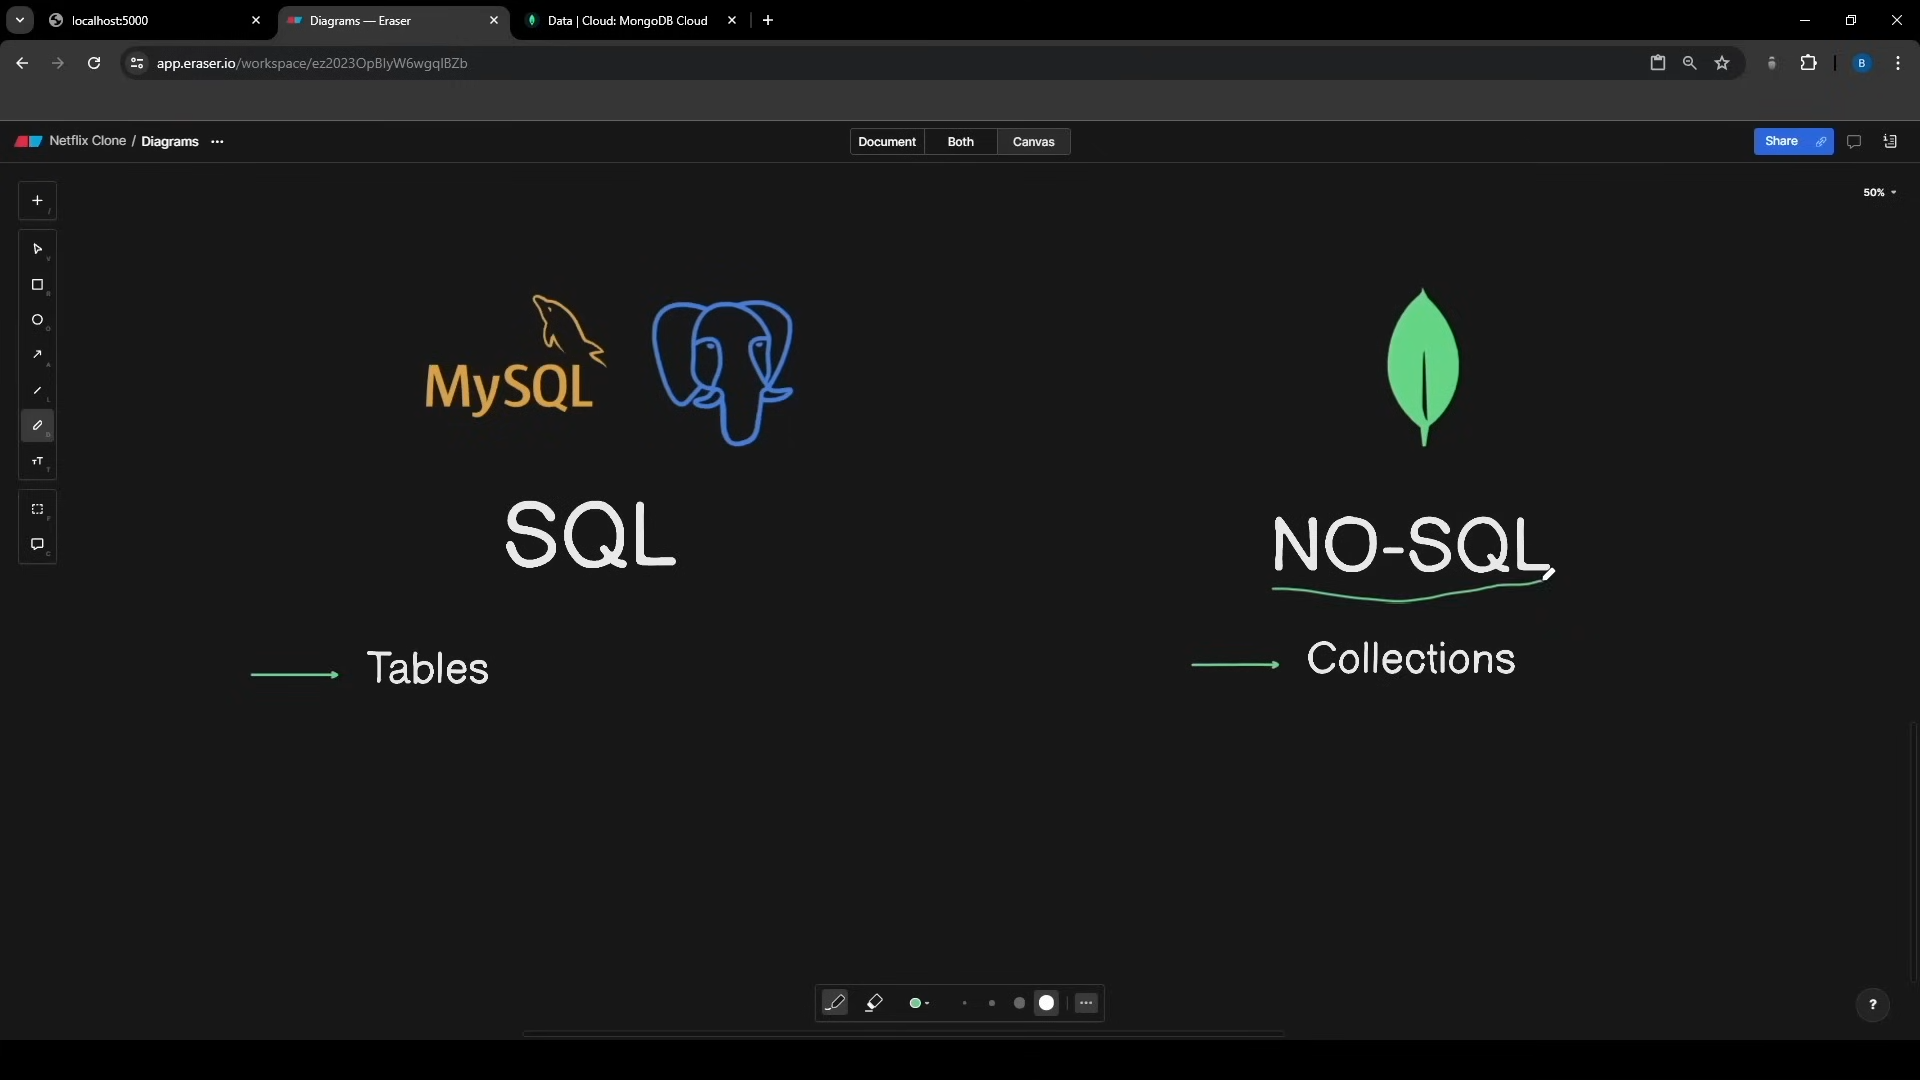 localhost:5000
Diagrams — Eraser
Data | Cloud: MongoDB Cloud
app.eraser.io/workspace/ez2023OpBlyW6wgqIBZb
B
Netflix Clone / Diagrams ...
Document Both Canvas
Share
50%
MySQL
SQL
NO-SQL
Tables
Collections
?